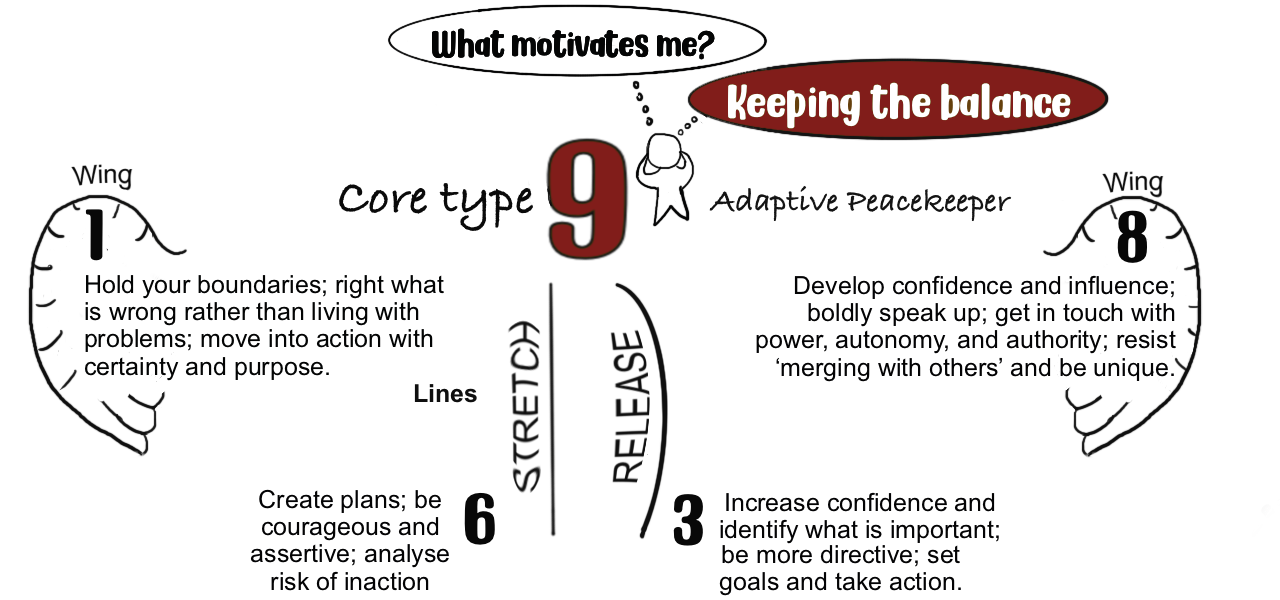 What motivates me?
Keeping the balance
Core type 9 Adaptive Peacekeeper
Wing
1
Hold your boundaries; right what
is wrong rather than living with
problems; move into action with
certainty and purpose.
Wing
8
Develop confidence and influence;
boldly speak up; get in touch with
power, autonomy, and authority; resist
‘merging with others’ and be unique.
Lines
STRETCH
RELEASE
6
Create plans; be
courageous and
assertive; analyse
risk of inaction
3
Increase confidence and
identify what is important;
be more directive; set
goals and take action.